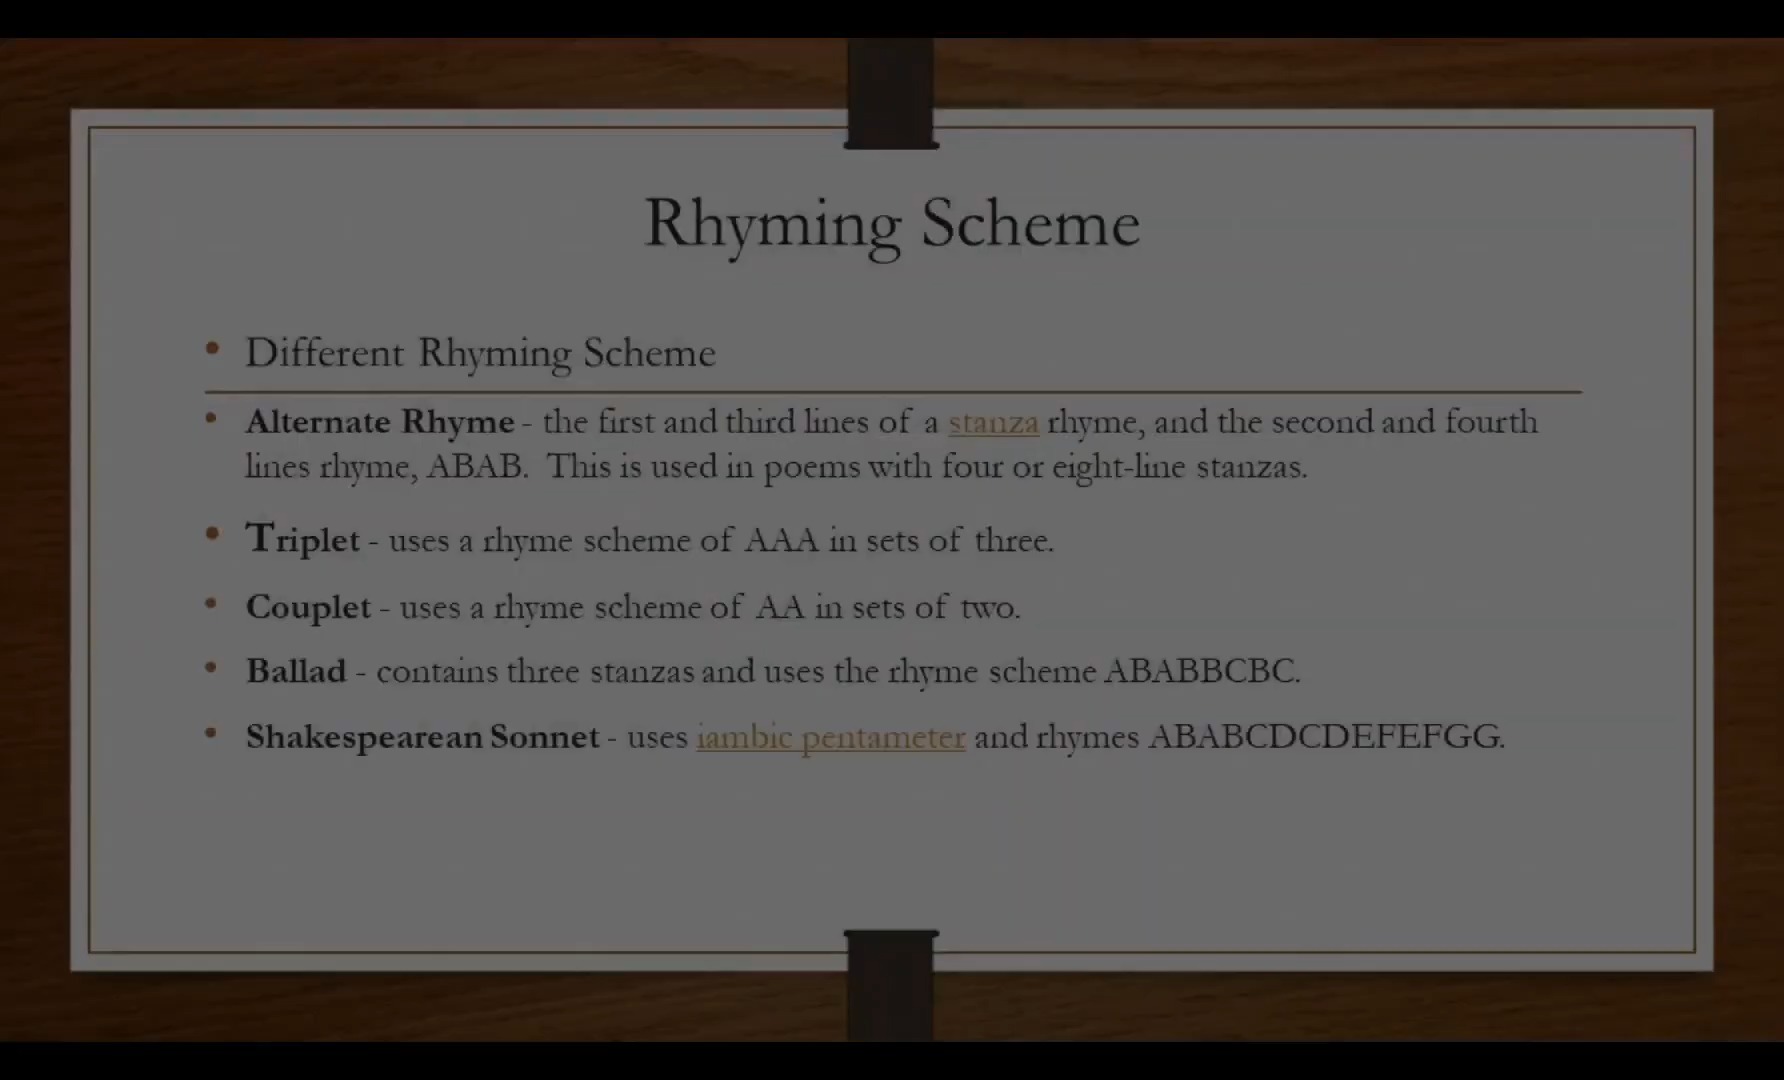 Rhyming Scheme
• Different Rhyming Scheme
• Alternate Rhyme - the first and third lines of a stanza rhyme, and the second and fourth
lines rhyme, ABAB.  This is used in poems with four or eight-line stanzas.
• Triplet - uses a rhyme scheme of AAA in sets of three.
• Couplet - uses a rhyme scheme of AA in sets of two.
• Ballad - contains three stanzas and uses the rhyme scheme ABABBCBC.
• Shakespearean Sonnet - uses iambic pentameter and rhymes ABABCDCDEFEFGG.